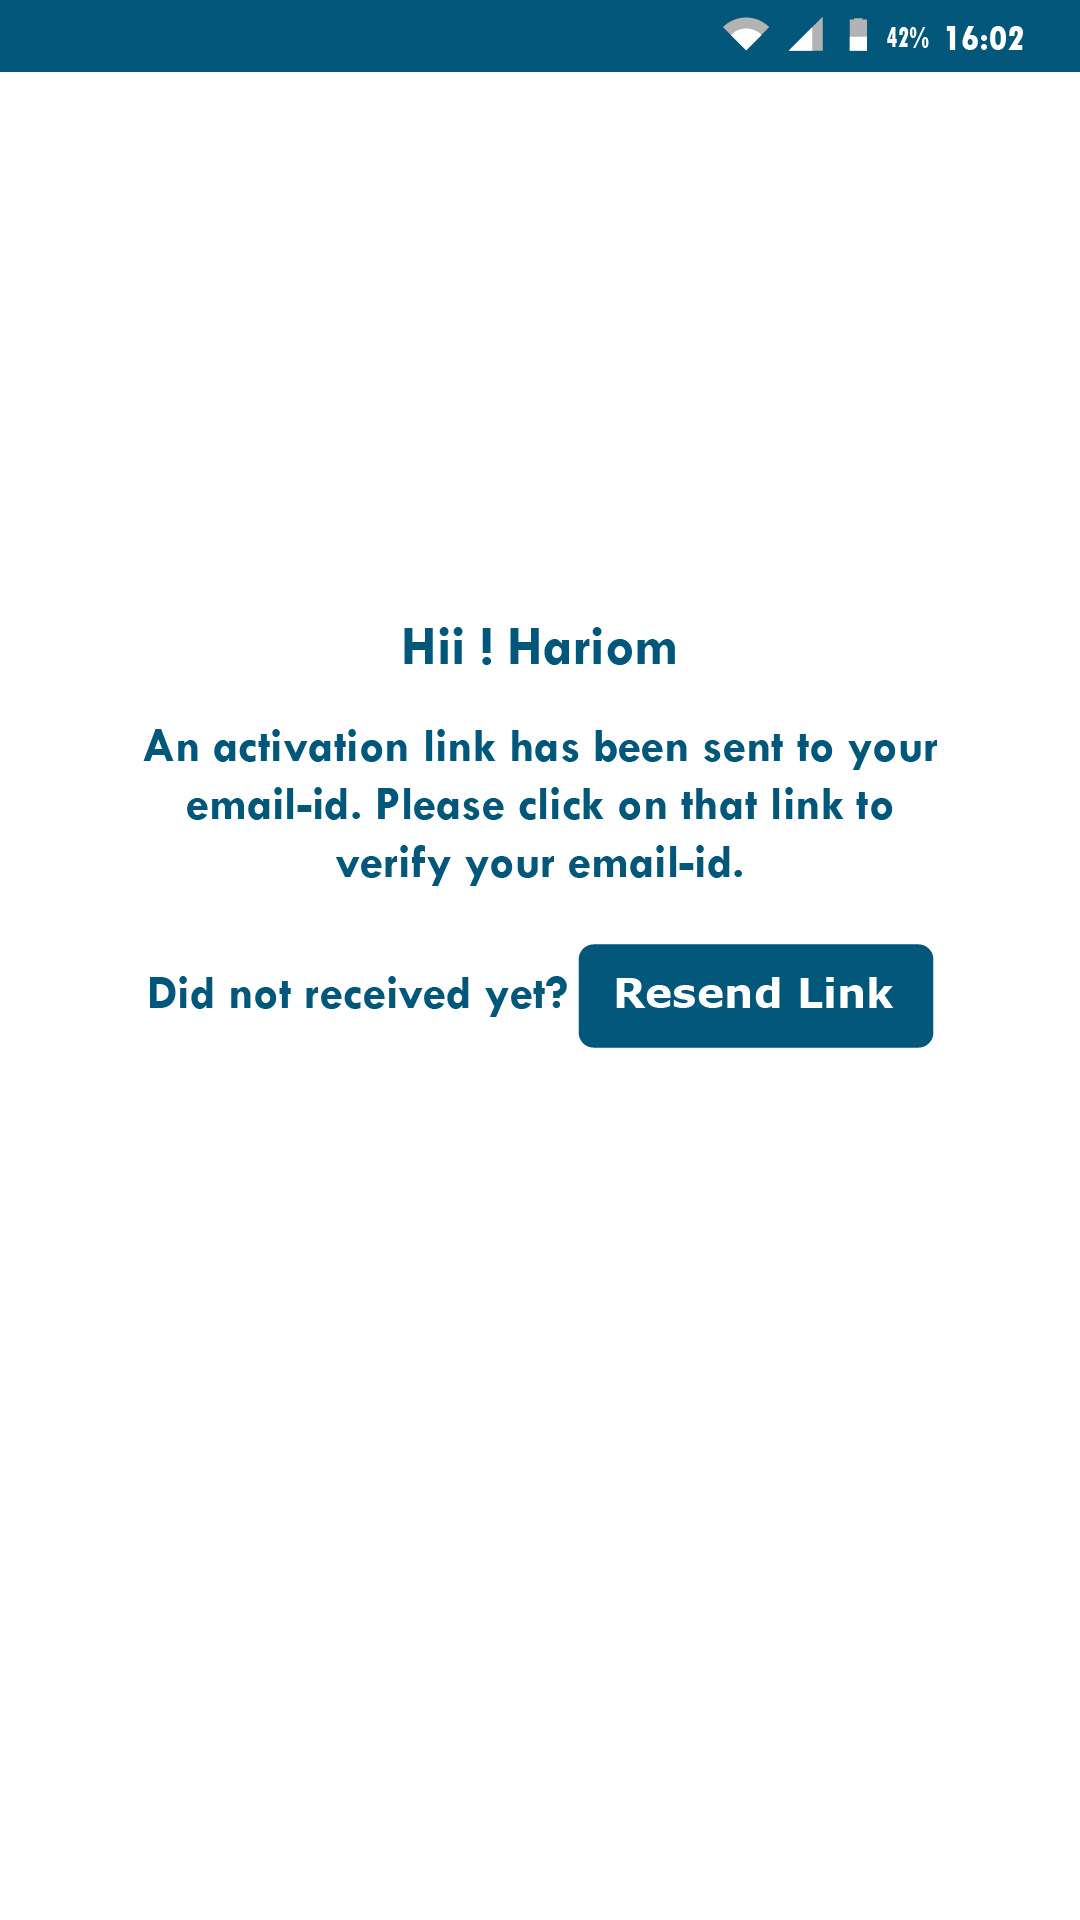 42% 16:02
Hii ! Hariom
An activation link has been sent to your
email-id. Please click on that link to
verify your email-id.
Did not received yet? Resend Link